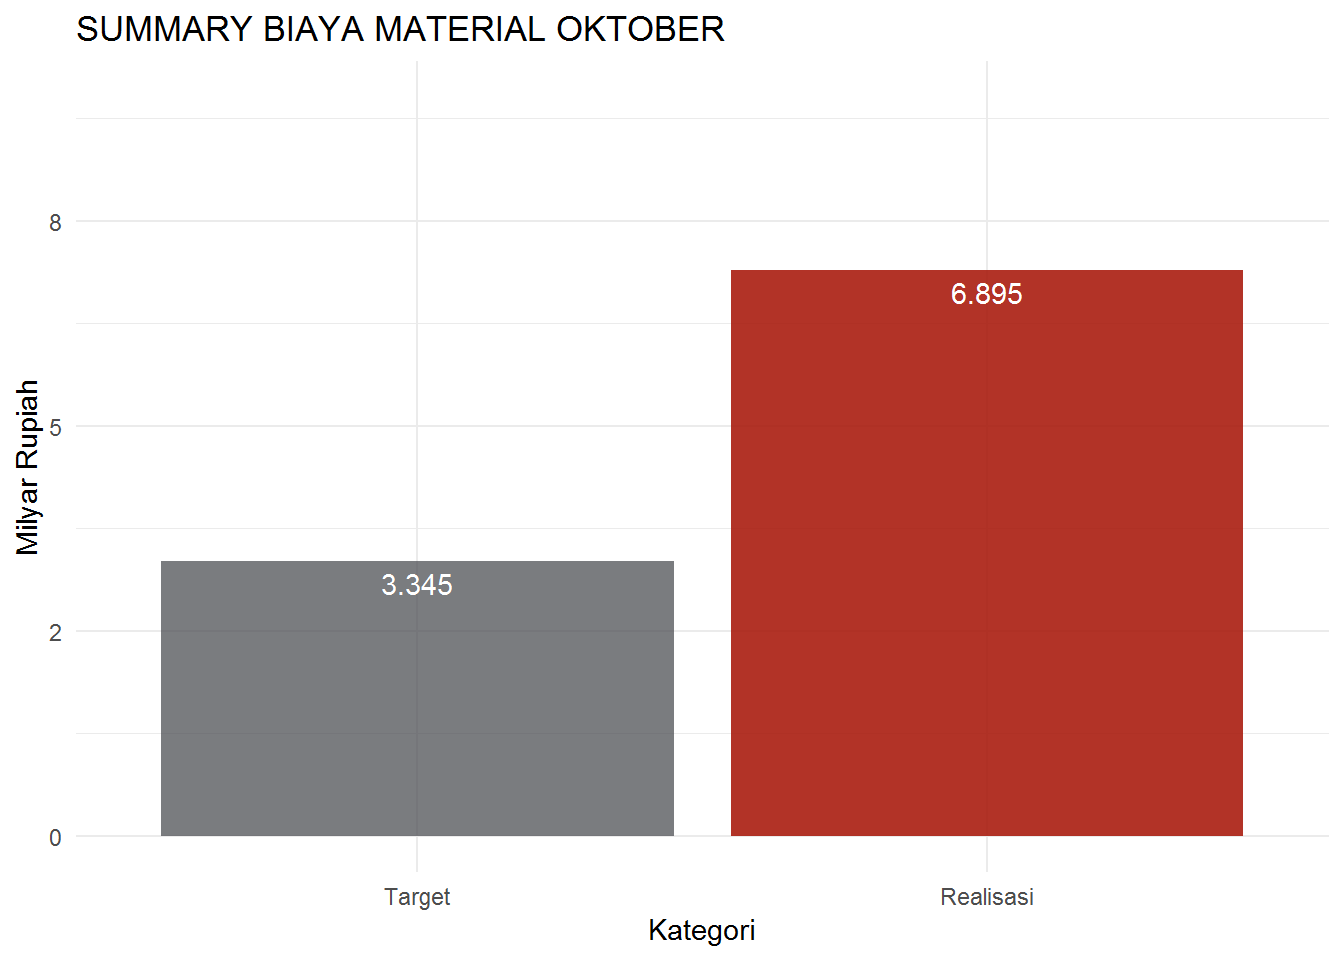 SUMMARY BIAYA MATERIAL OKTOBER
Milyar Rupiah
8
5
2
0
3.345
6.895
Target
Realisasi
Kategori